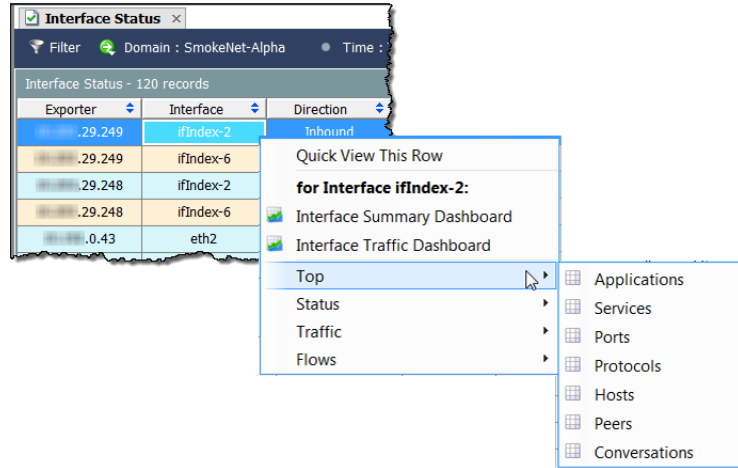 Interface Status ×
Filter Domain : SmokeNet-Alpha Time :
Interface Status - 120 records
Exporter Interface Direction
.29.249 ifIndex-2 Inbound
.29.249 ifIndex-6
.29.248 ifIndex-2
.29.248 ifIndex-6
.0.43 eth2
Quick View This Row
for Interface ifIndex-2:
Interface Summary Dashboard
Interface Traffic Dashboard
Top
Status
Traffic
Flows
Applications
Services
Ports
Protocols
Hosts
Peers
Conversations